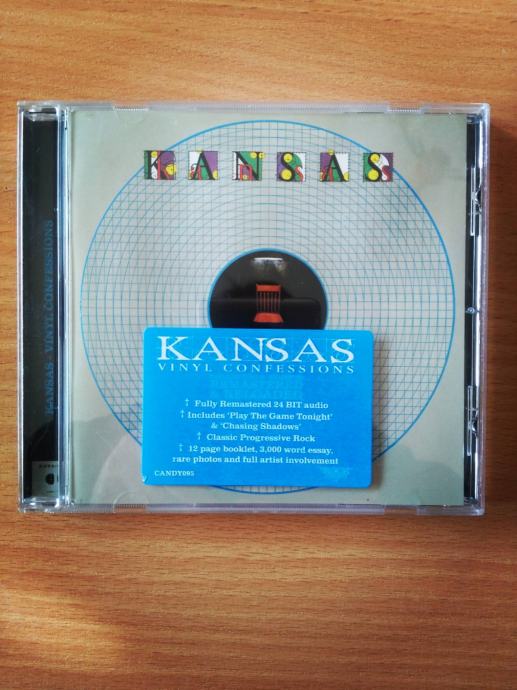 KANSAS
KANSAS - VINYL CONFESSIONS
KANSAS
VINYL CONFESSIONS
↑ Fully Remastered 24 BIT audio
↑ Includes 'Play The Game Tonight'
& 'Chasing Shadows'
↑ Classic Progressive Rock
↑ 12 page booklet, 3,000 word essay,
rare photos and full artist involvement
CANDY095